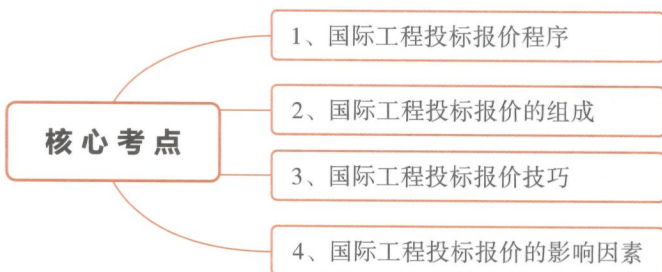 1、国际工程投标报价程序
2、国际工程投标报价的组成
核心考点
3、国际工程投标报价技巧
4、国际工程投标报价的影响因素